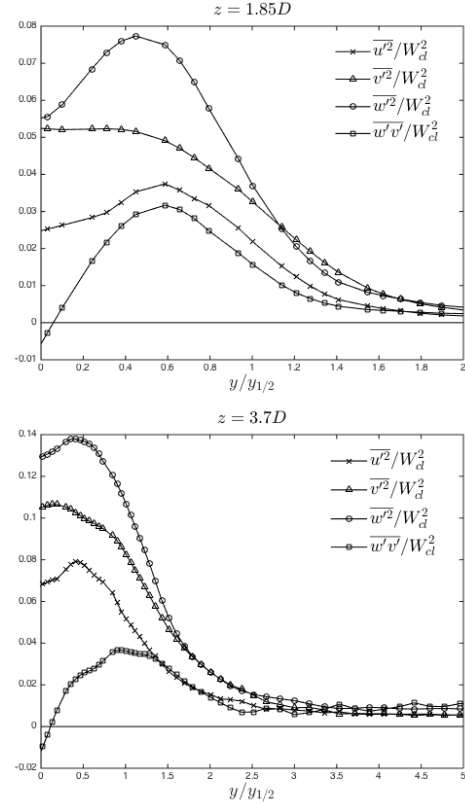 z = 1.85D
0.08
0.07
0.06
0.05
0.04
0.03
0.02
0.01
0
-0.01
u'²/W²cl
v'²/W²cl
w'²/W²cl
w'v'/W²cl
0 0.2 0.4 0.6 0.8 1 1.2 1.4 1.6 1.8 2
y/y1/2
z = 3.7D
0.14
0.12
0.1
0.08
0.06
0.04
0.02
0
-0.02
u'²/W²cl
v'²/W²cl
w'²/W²cl
w'v'/W²cl
0 0.5 1 1.5 2 2.5 3 3.5 4 4.5 5
y/y1/2